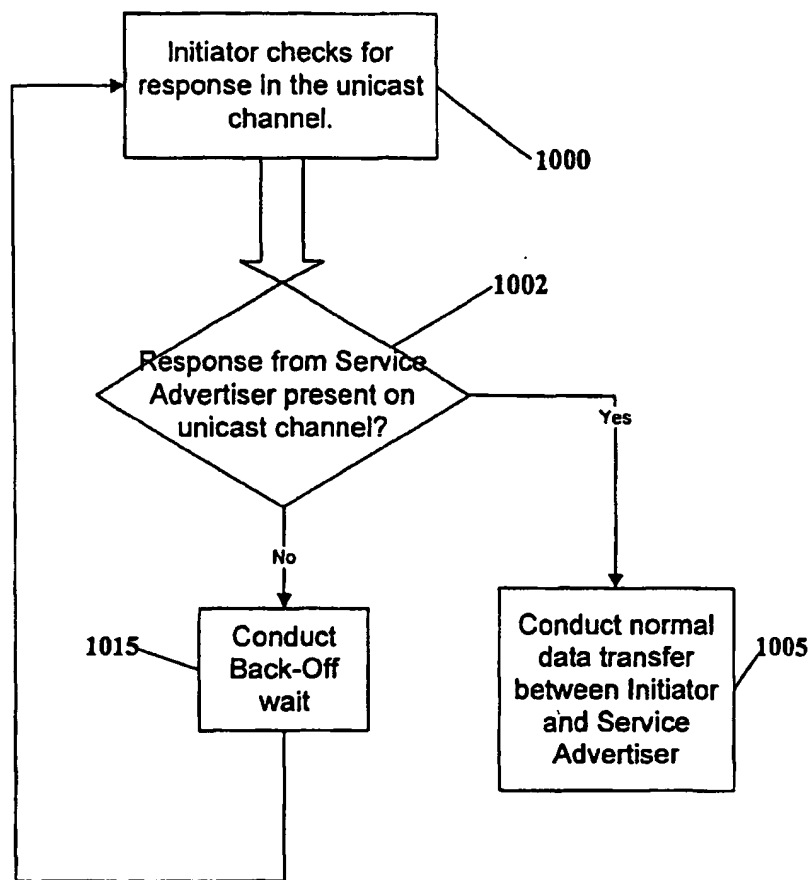 Initiator checks for
response in the unicast
channel.
1000
1002
Response from Service
Advertiser present on
unicast channel?
Yes
No
1015
Conduct
Back-Off
wait
Conduct normal
data transfer
between Initiator
and Service
Advertiser
1005